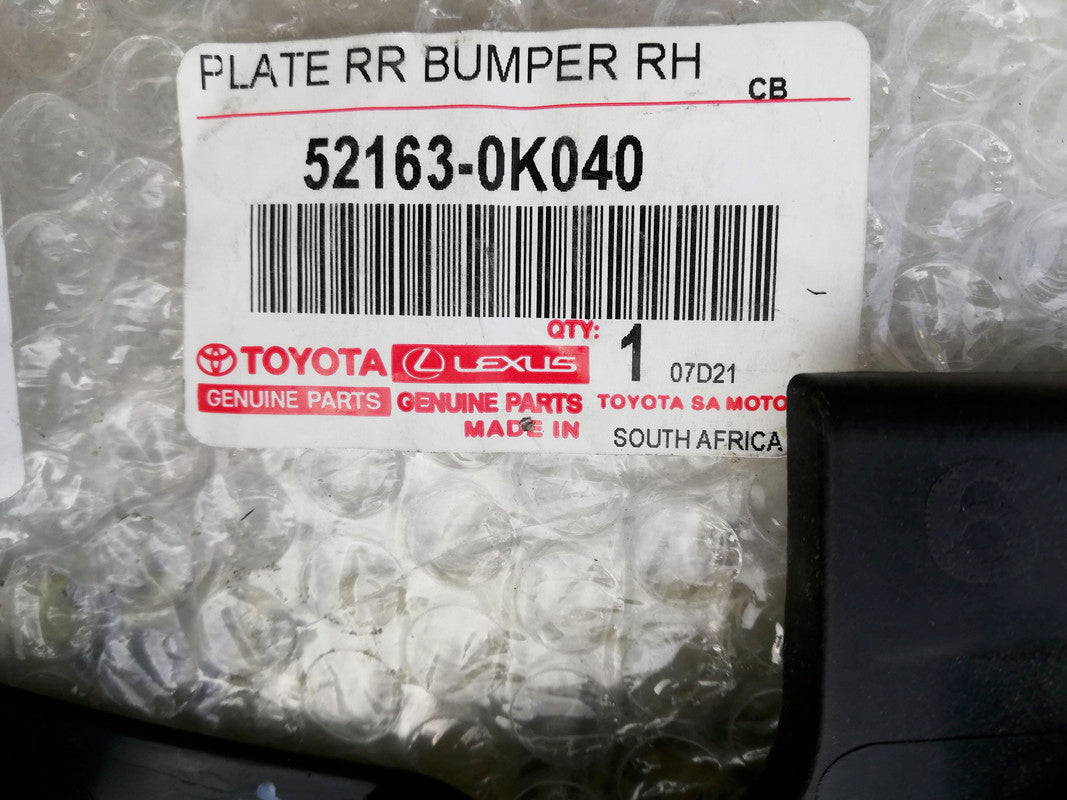 PLATE RR BUMPER RH
CB
52163-0K040
QTY: 1 07D21
TOYOTA LEXUS
GENUINE PARTS GENUINE PARTS TOYOTA SA MOTO
MADE IN SOUTH AFRICA